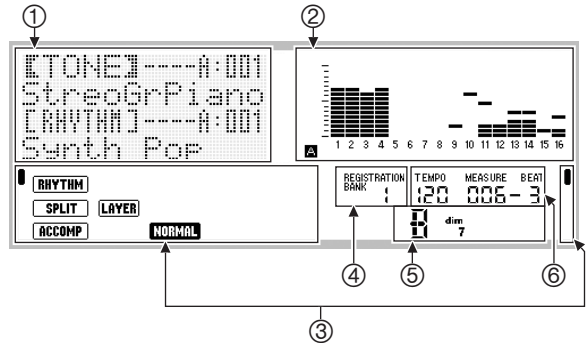 ① ②
【TONE】----A:001
StreoGrPiano
[RHYTHM]----A:001
Synth Pop
A 1 2 3 4 5 6 7 8 9 10 11 12 13 14 15 16
RHYTHM
SPLIT LAYER
ACCOMP NORMAL
REGISTRATION BANK 1
TEMPO MEASURE BEAT
120 006-3
B dim 7
④ ⑤ ⑥
③